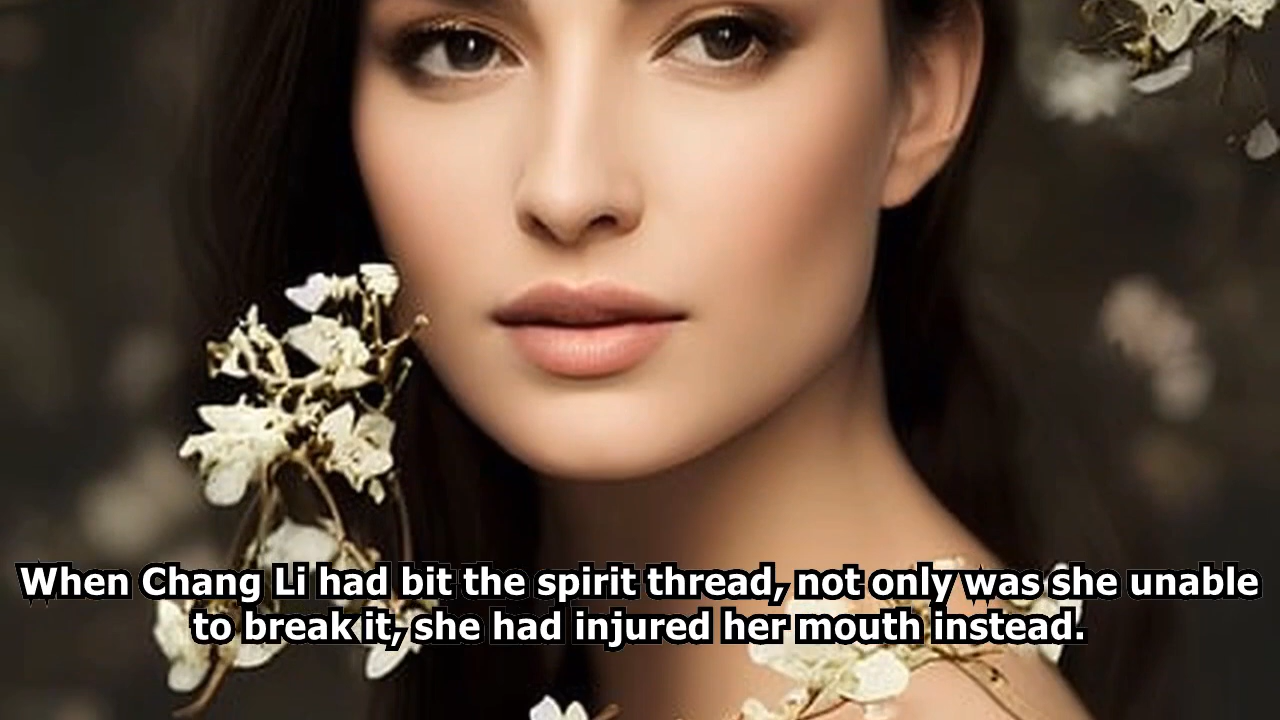 When Chang Li had bit the spirit thread, not only was she unable
to break it, she had injured her mouth instead.